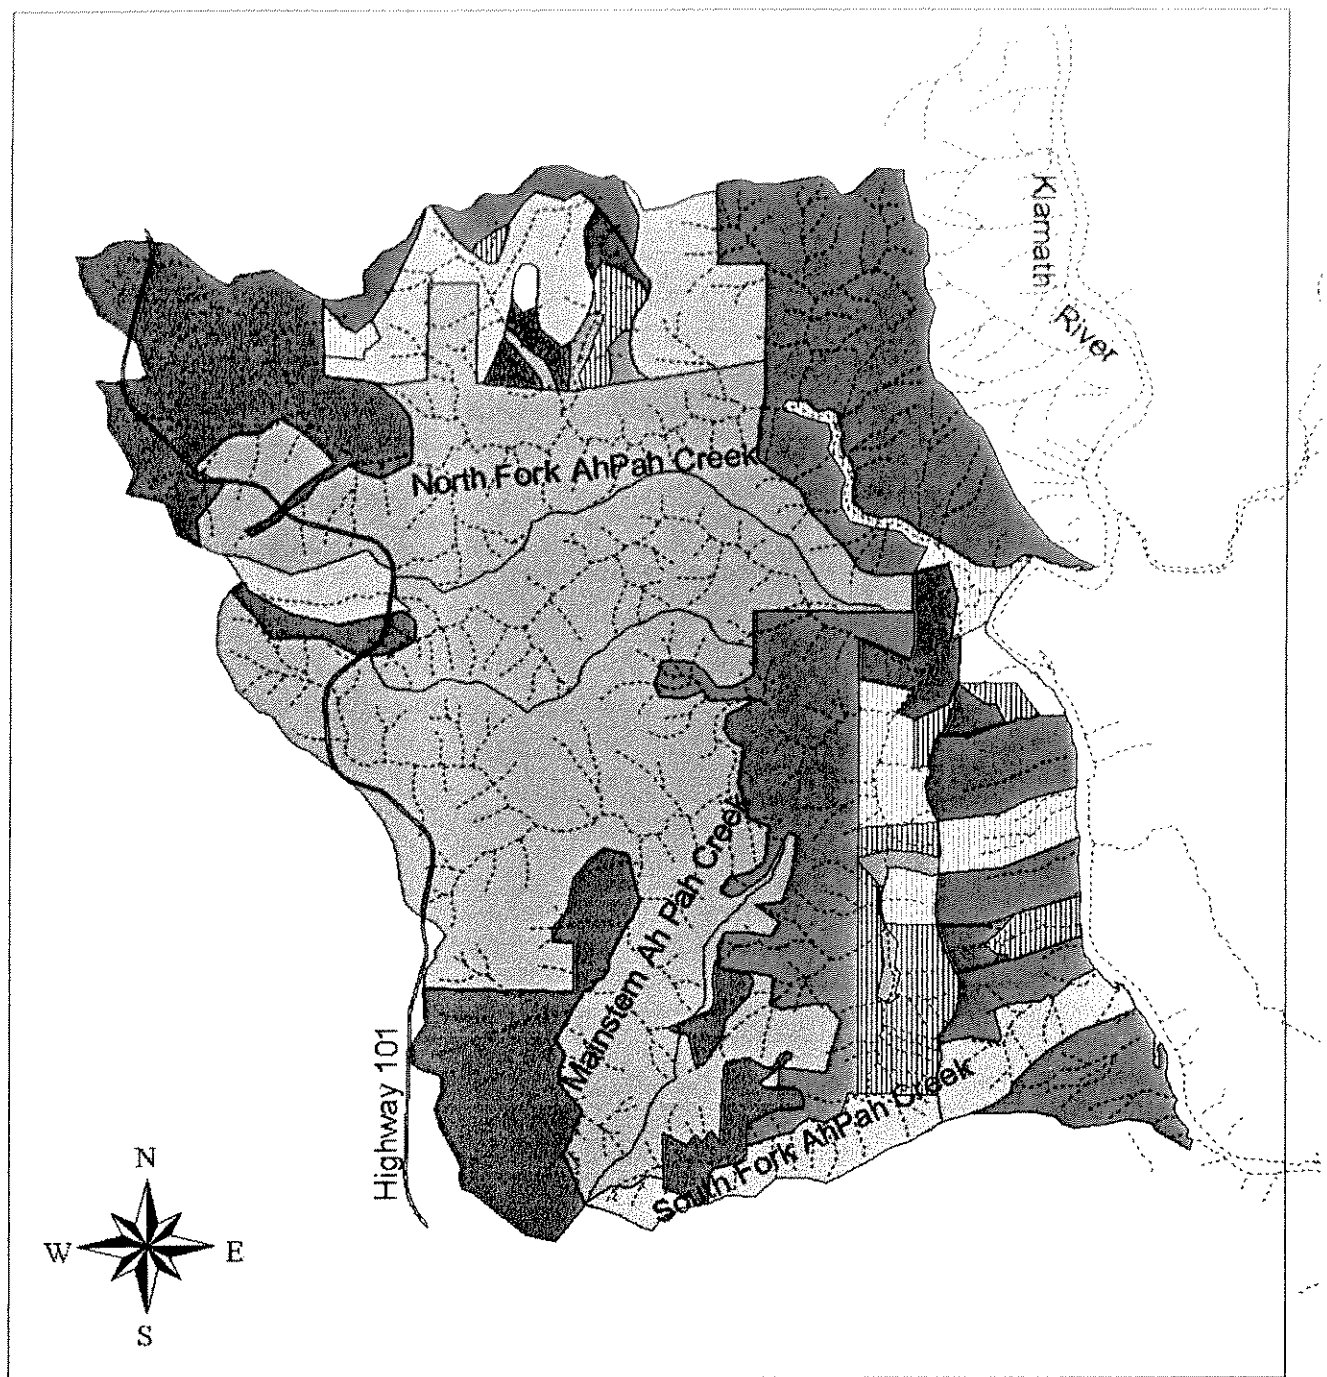 Klamath
River
North Fork AhPah Creek
Mainstem Ah Pah Creek
South Fork AhPah Creek
Highway 101
N
W
E
S